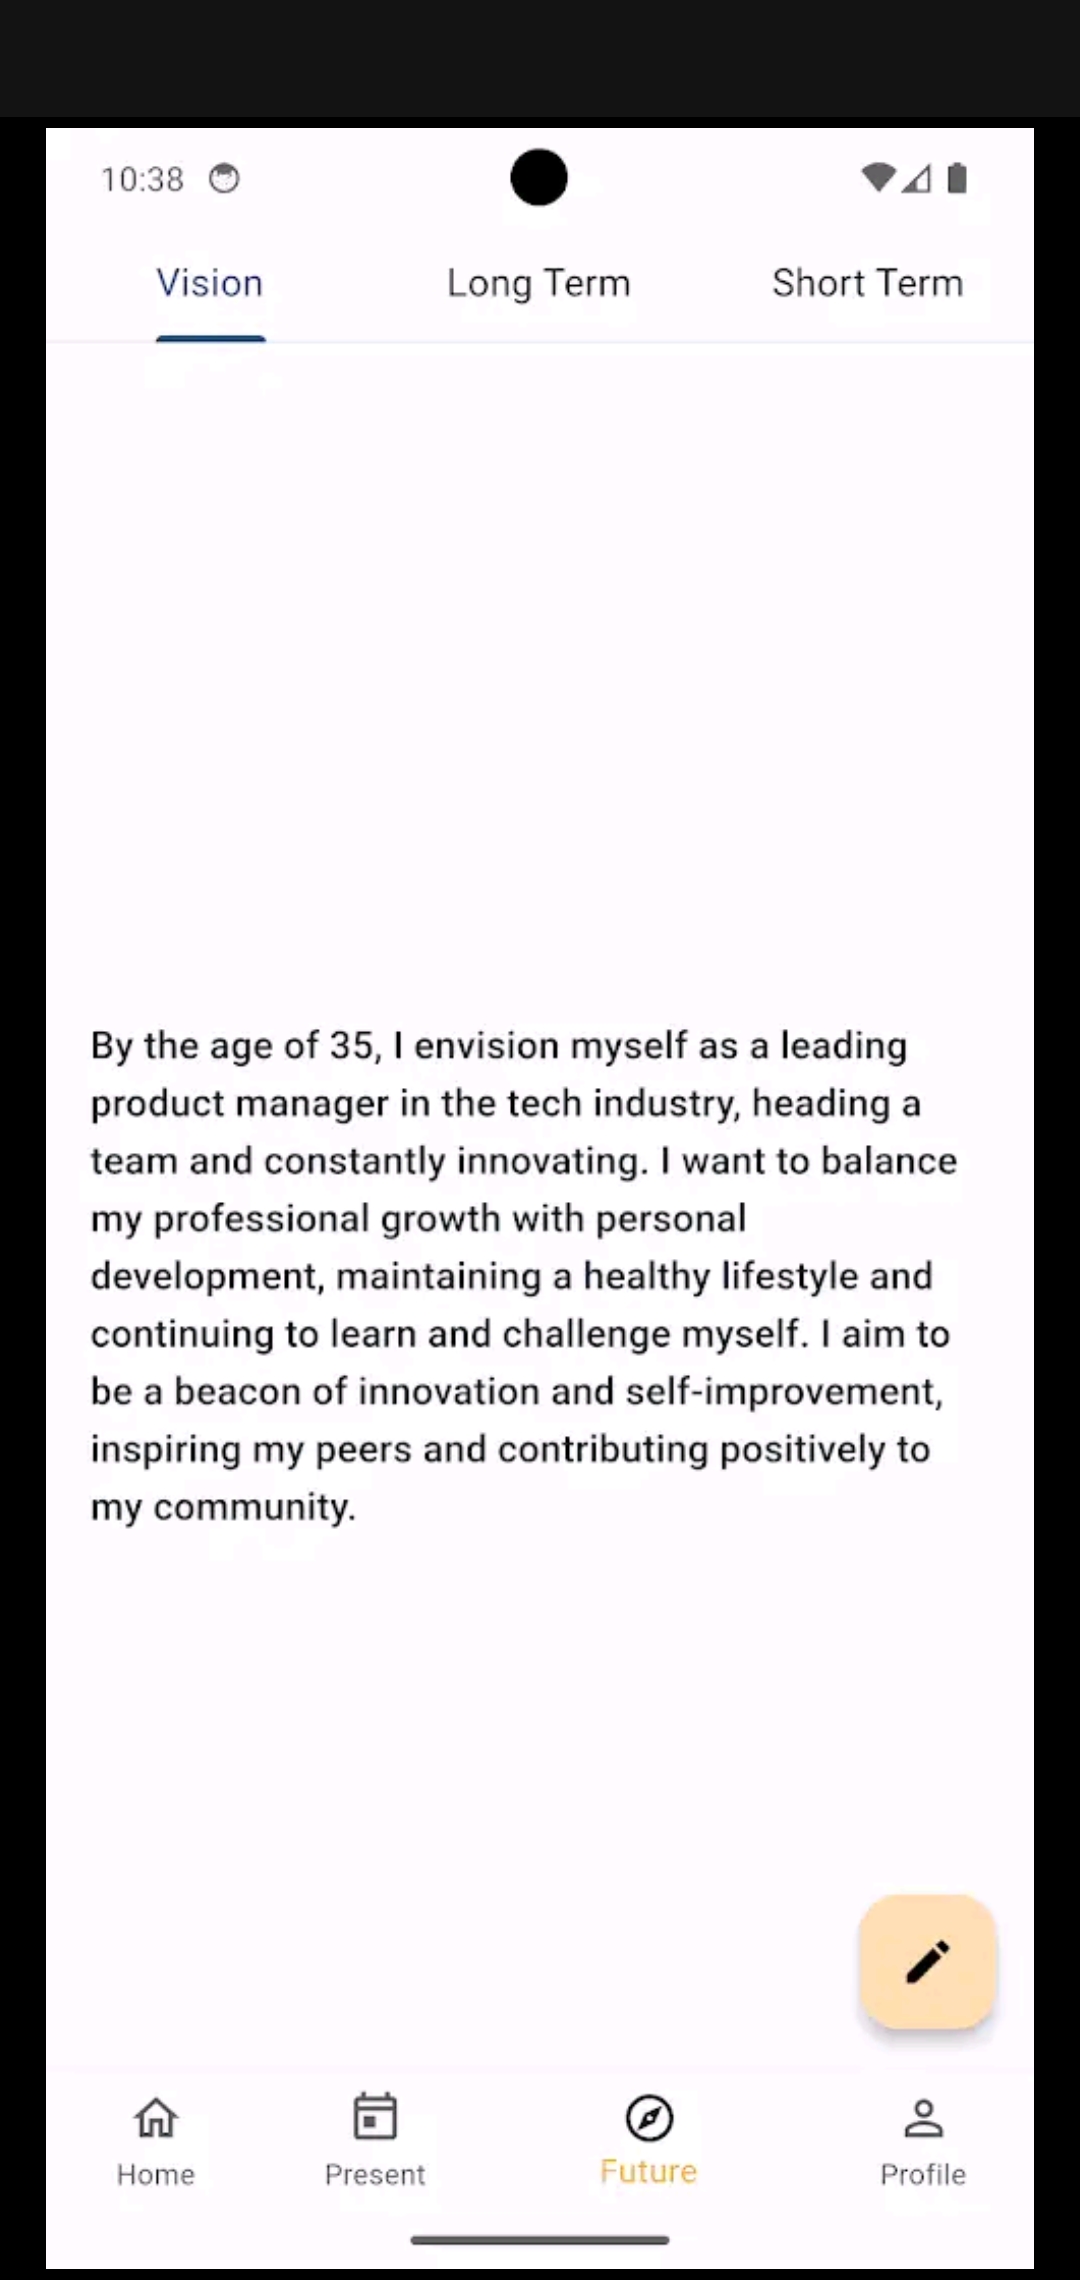 10:38
Vision Long Term Short Term
By the age of 35, I envision myself as a leading
product manager in the tech industry, heading a
team and constantly innovating. I want to balance
my professional growth with personal
development, maintaining a healthy lifestyle and
continuing to learn and challenge myself. I aim to
be a beacon of innovation and self-improvement,
inspiring my peers and contributing positively to
my community.
Home Present Future Profile